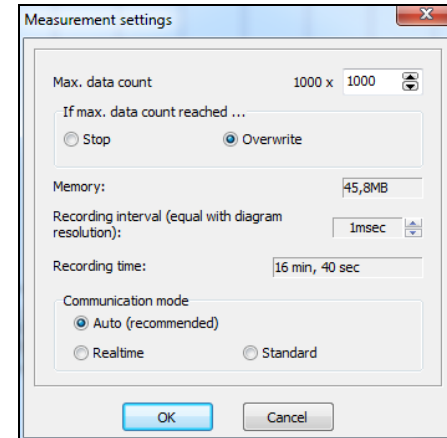 Measurement settings
Max. data count 1000 x 1000
If max. data count reached ...
Stop Overwrite
Memory: 45,8MB
Recording interval (equal with diagram
resolution): 1msec
Recording time: 16 min, 40 sec
Communication mode
Auto (recommended)
Realtime Standard
OK Cancel